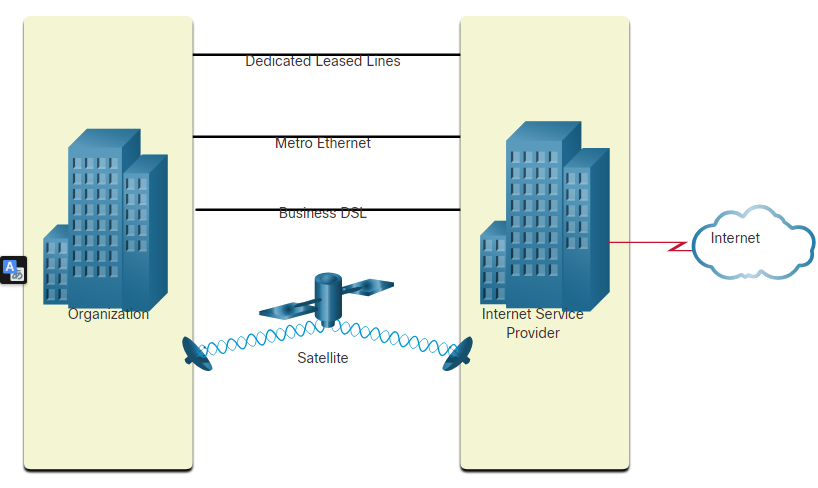 Dedicated Leased Lines
Metro Ethernet
Business DSL
Internet
Organization
Internet Service
Provider
Satellite
A